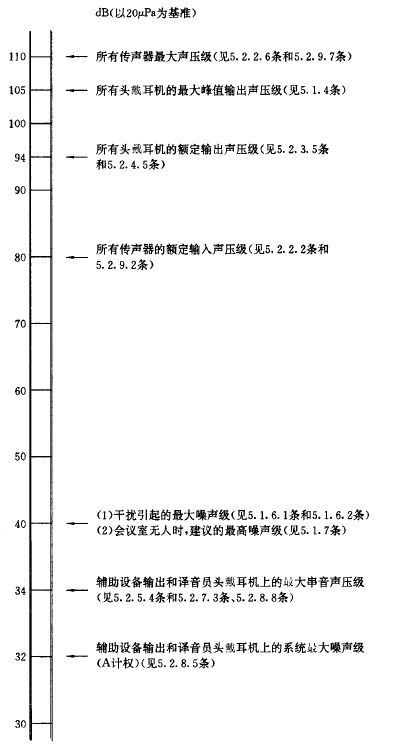 dB(以20μPa为基准)
110 所有传声器最大声压级(见5.2.2.6条和5.2.9.7条)
105 所有头戴耳机的最大峰值输出声压级(见5.1.4条)
100
94 所有头戴耳机的额定输出声压级(见5.2.3.5条
和5.2.4.5条)
90
80 所有传声器的额定输入声压级(见5.2.2.2条和
5.2.9.2条)
70
60
50
(1)干扰引起的最大噪声级(见5.1.6.1条和5.1.6.2条)
40 (2)会议室无人时,建议的最高噪声级(见5.1.7条)
34 辅助设备输出和译音员头戴耳机上的最大串音声压级
(见5.2.5.4条和5.2.7.3条、5.2.8.8条)
32 辅助设备输出和译音员头戴耳机上的系统最大噪声级
(A计权)(见5.2.8.5条)
30